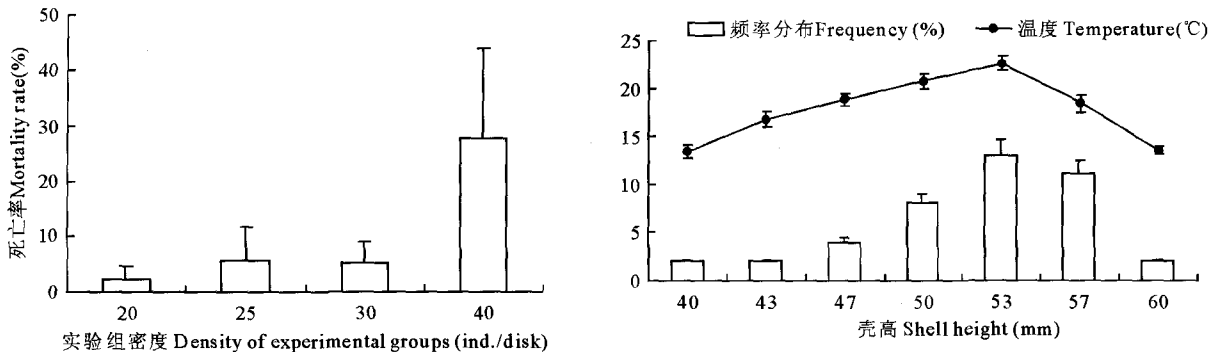 死亡率Mortality rate(%)
50
40
30
20
10
0
20 25 30 40
实验组密度 Density of experimental groups (ind./disk)
频率分布Frequency (%) 温度 Temperature(℃)
25
20
15
10
5
0
40 43 47 50 53 57 60
壳高 Shell height (mm)